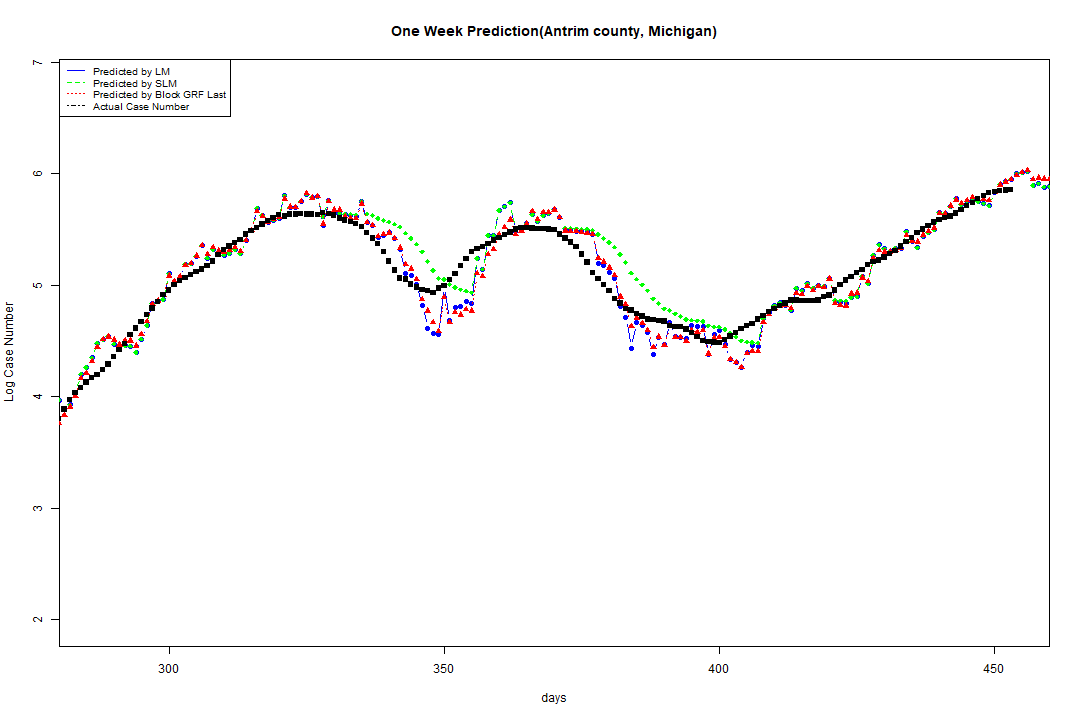 One Week Prediction(Antrim county, Michigan)
Predicted by LM
Predicted by SLM
Predicted by Block GRF Last
Actual Case Number
7
6
5
4
3
2
Log Case Number
300
350
400
450
days